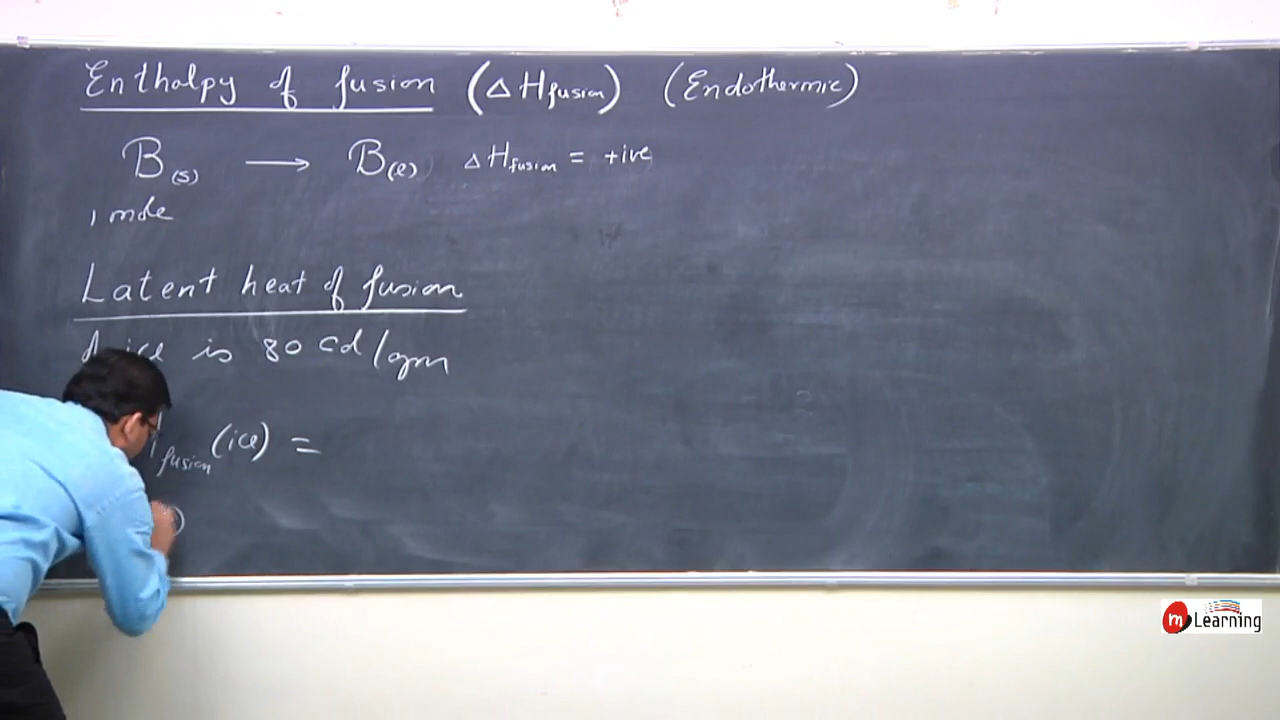 Enthalpy of fusion (ΔHfusion) (Endothermic)
B(s) → B(l) ΔHfusion = +ive
1 mole
Latent heat of fusion
ice is 80 Cal/gm
fusion (ice) =
m Learning